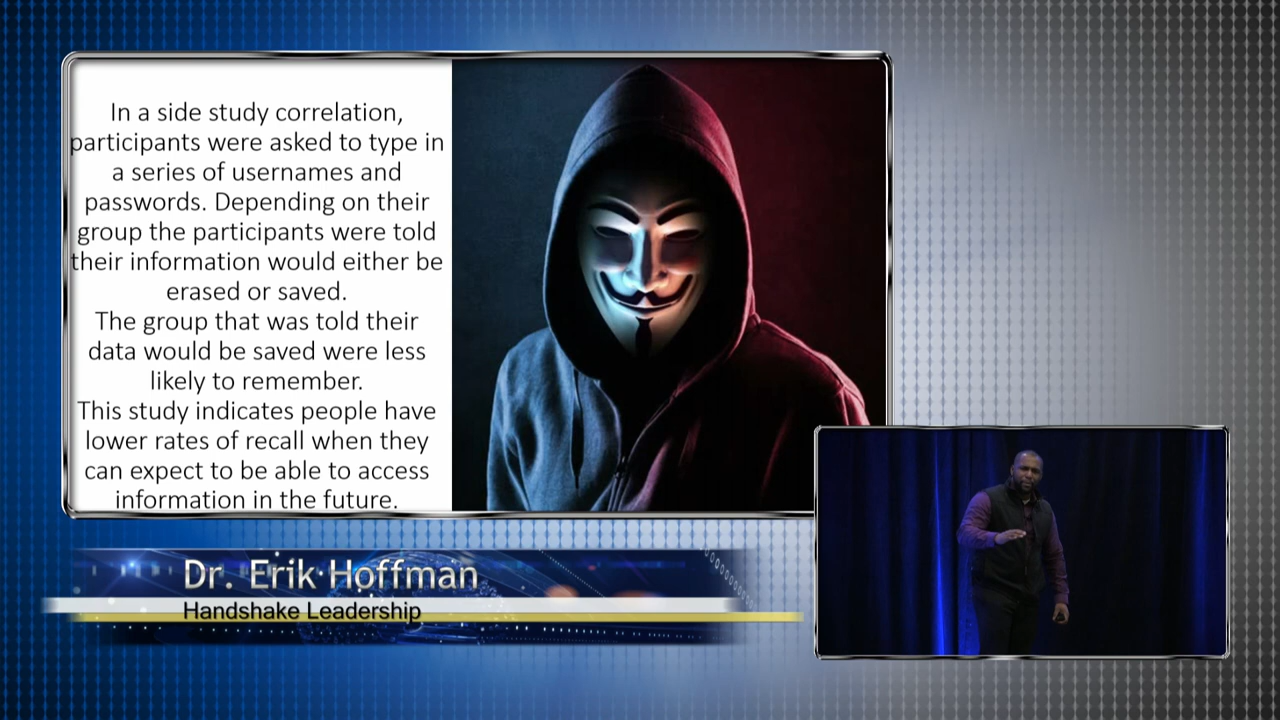 In a side study correlation,
participants were asked to type in
a series of usernames and
passwords. Depending on their
group the participants were told
their information would either be
erased or saved.
The group that was told their
data would be saved were less
likely to remember.
This study indicates people have
lower rates of recall when they
can expect to be able to access
information in the future.
Dr. Erik Hoffman
Handshake Leadership